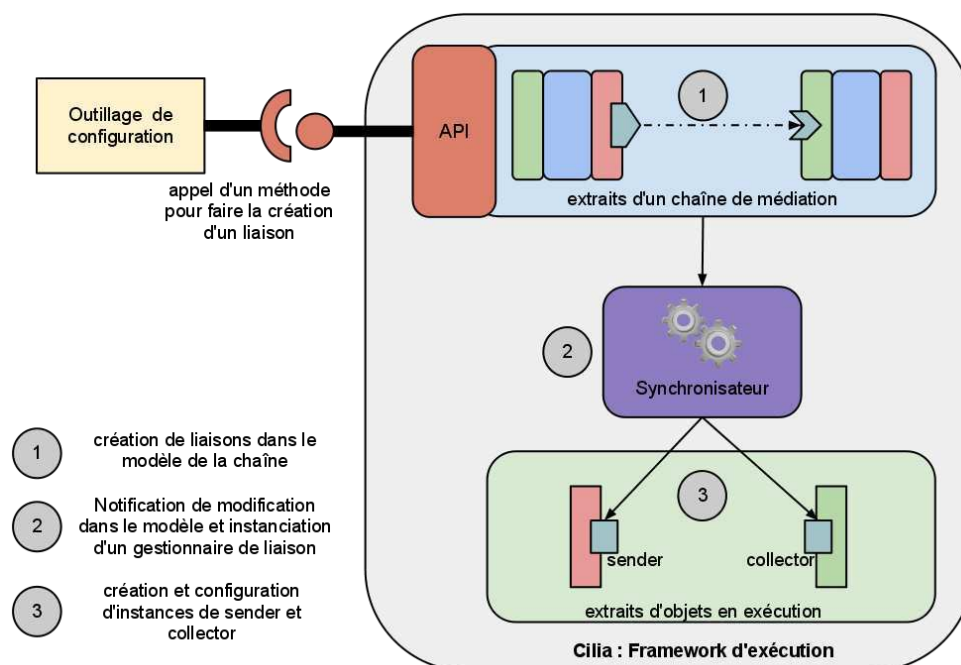 Outillage de
configuration
appel d'un méthode
pour faire la création
d'un liaison
API
1
extraits d'un chaîne de médiation
2
Synchronisateur
3
sender
collector
extraits d'objets en exécution
Cilia : Framework d'exécution
1
création de liaisons dans le
modèle de la chaîne
2
Notification de modification
dans le modèle et instanciation
d'un gestionnaire de liaison
3
création et configuration
d'instances de sender et
collector